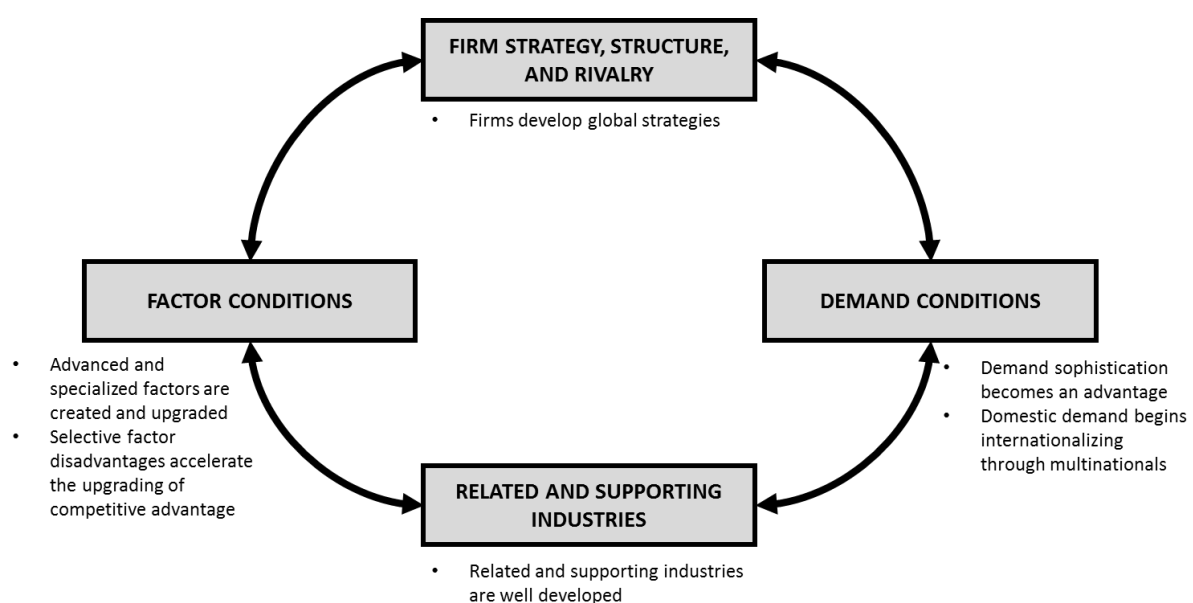 FIRM STRATEGY, STRUCTURE,
AND RIVALRY
• Firms develop global strategies
FACTOR CONDITIONS
• Advanced and
specialized factors are
created and upgraded
• Selective factor
disadvantages accelerate
the upgrading of
competitive advantage
DEMAND CONDITIONS
• Demand sophistication
becomes an advantage
• Domestic demand begins
internationalizing
through multinationals
RELATED AND SUPPORTING
INDUSTRIES
• Related and supporting industries
are well developed